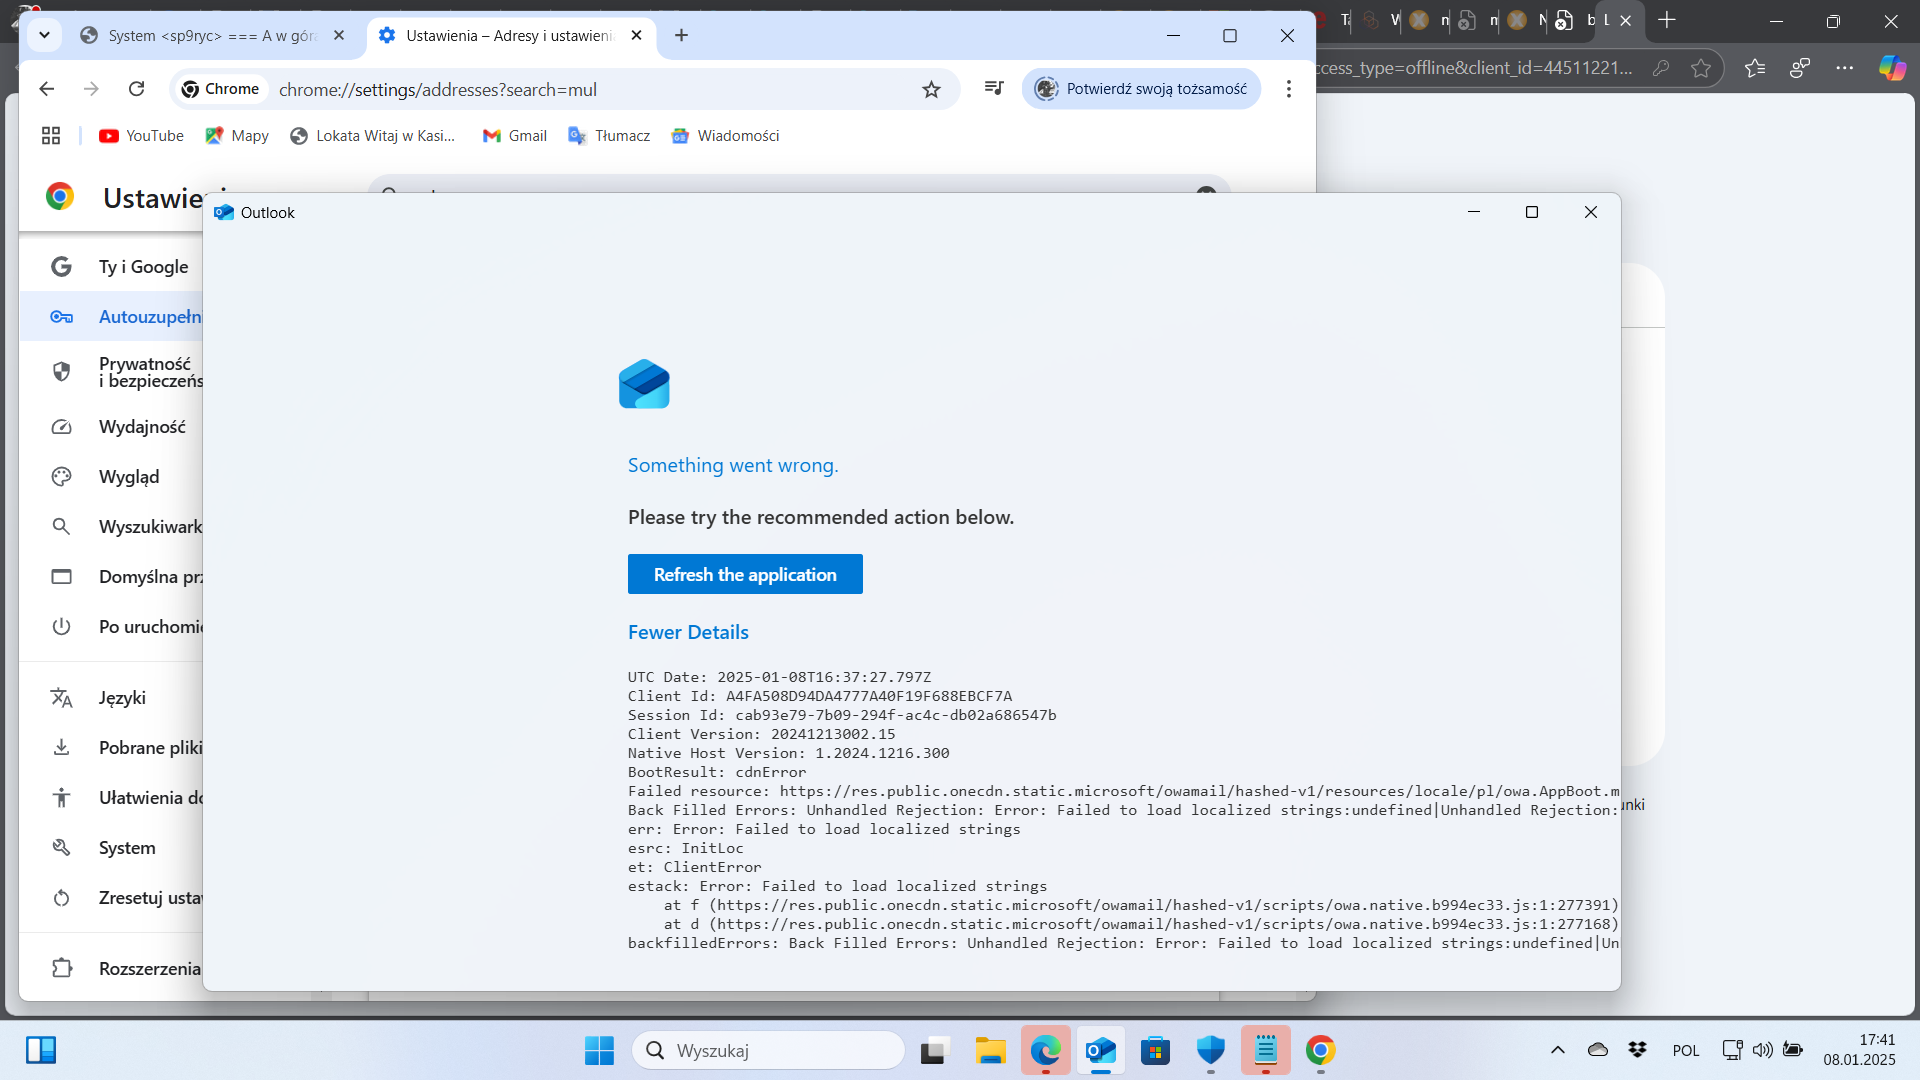 System <sp9ryc> === A w górz
Ustawienia – Adresy i ustawieni
Chrome
chrome://settings/addresses?search=mul
Potwierdź swoją tożsamość
ccess_type=offline&client_id=44511221...
YouTube
Mapy
Lokata Witaj w Kasi...
Gmail
Tłumacz
Wiadomości
Ustawieni
Outlook
Ty i Google
Autouzupełni
Prywatność
i bezpieczeńs
Wydajność
Wygląd
Wyszukiwark
Domyślna prz
Po uruchomie
Języki
Pobrane pliki
Ułatwienia do
System
Zresetuj ustaw
Rozszerzenia
Something went wrong.
Please try the recommended action below.
Refresh the application
Fewer Details
UTC Date: 2025-01-08T16:37:27.797Z
Client Id: A4FA508D94DA4777A40F19F688EBCF7A
Session Id: cab93e79-7b09-294f-ac4c-db02a686547b
Client Version: 20241213002.15
Native Host Version: 1.2024.1216.300
BootResult: cdnError
Failed resource: https://res.public.onecdn.static.microsoft/owamail/hashed-v1/resources/locale/pl/owa.AppBoot.m
Back Filled Errors: Unhandled Rejection: Error: Failed to load localized strings:undefined|Unhandled Rejection:
err: Error: Failed to load localized strings
esrc: InitLoc
et: ClientError
estack: Error: Failed to load localized strings
at f (https://res.public.onecdn.static.microsoft/owamail/hashed-v1/scripts/owa.native.b994ec33.js:1:277391)
at d (https://res.public.onecdn.static.microsoft/owamail/hashed-v1/scripts/owa.native.b994ec33.js:1:277168)
backfilledErrors: Back Filled Errors: Unhandled Rejection: Error: Failed to load localized strings:undefined|Un
unki
Wyszukaj
POL
17:41
08.01.2025